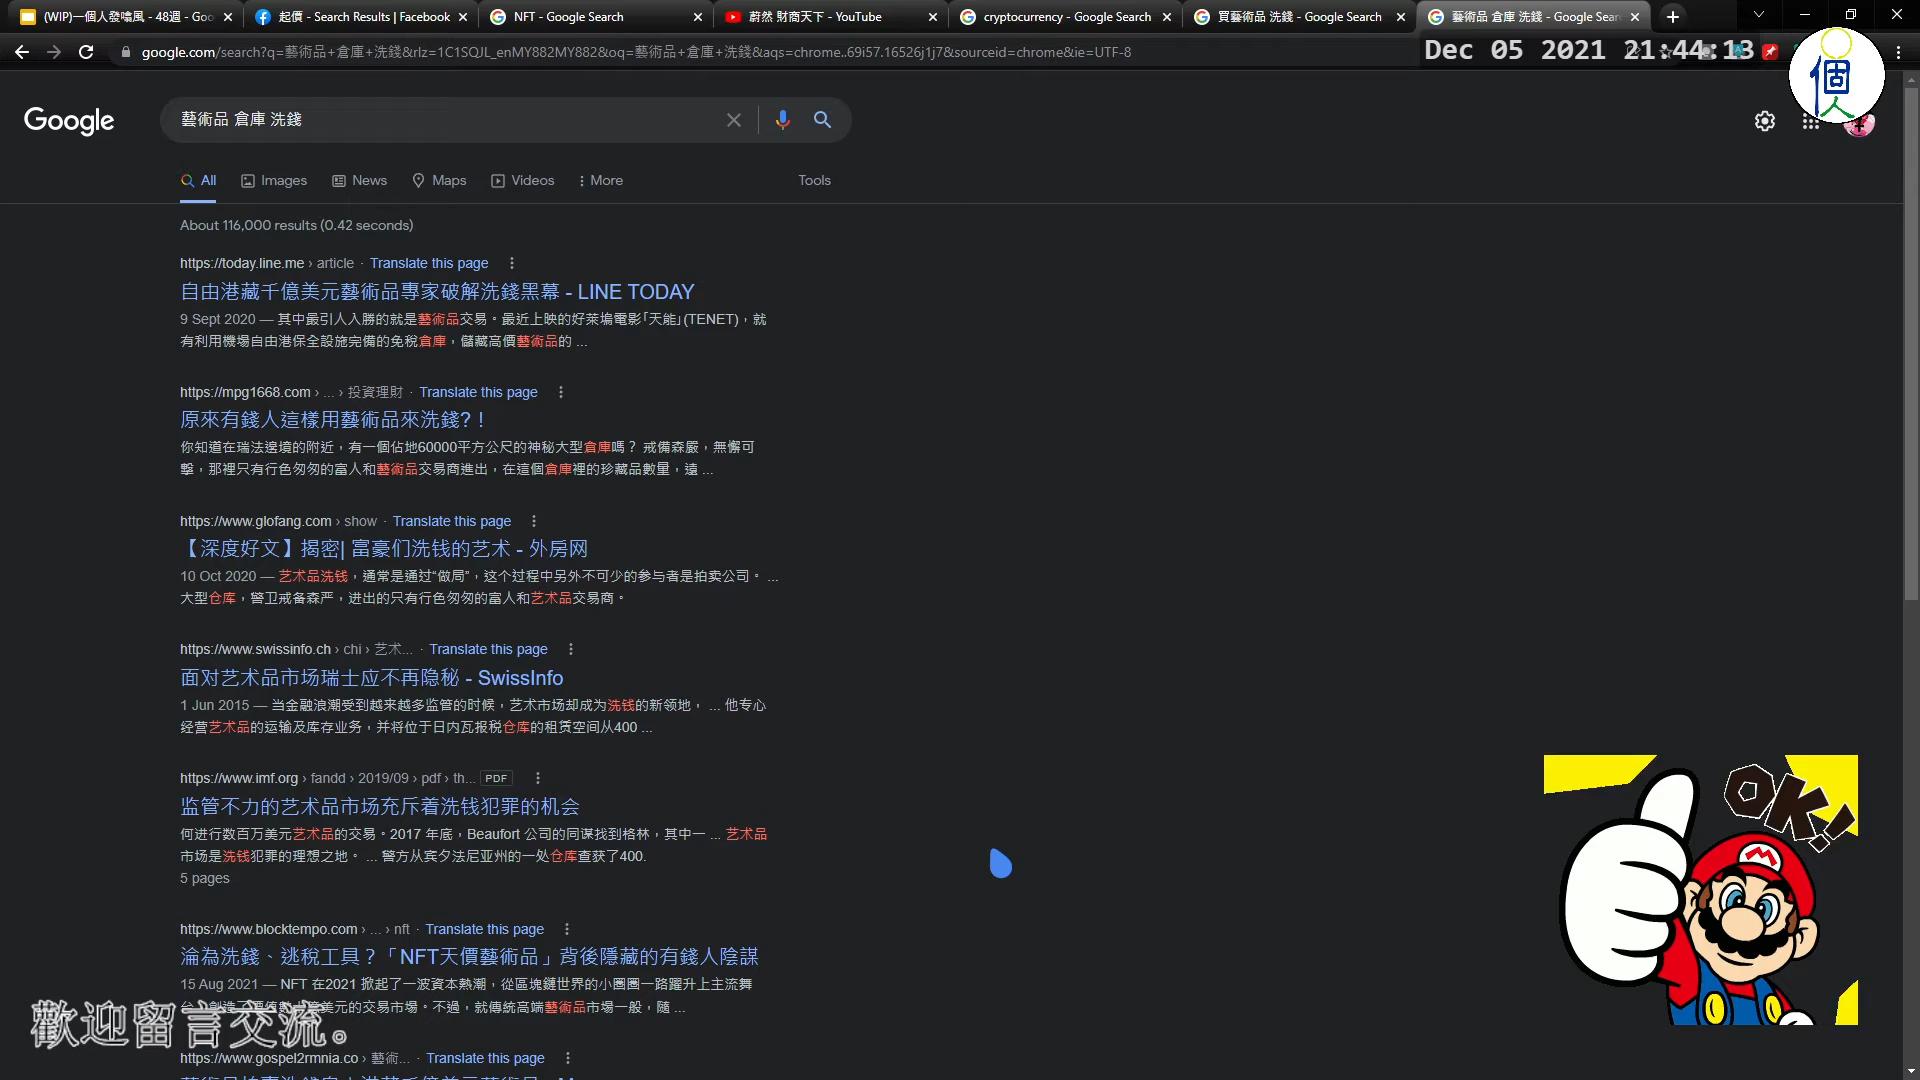 (WIP)一個人發噏風 - 48週 - Goo
起價 - Search Results | Facebook
NFT - Google Search
蔚然 財商天下 - YouTube
cryptocurrency - Google Search
買藝術品 洗錢 - Google Search
藝術品 倉庫 洗錢 - Google Sear
google.com/search?q=藝術品+倉庫+洗錢&rlz=1C1SQJL_enMY882MY882&oq=藝術品+倉庫+洗錢&aqs=chrome..69i57.16526j1j7&sourceid=chrome&ie=UTF-8
Dec 05 2021 21:44:13
個人
Google
藝術品 倉庫 洗錢
All Images News Maps Videos More Tools
About 116,000 results (0.42 seconds)
https://today.line.me › article · Translate this page
自由港藏千億美元藝術品專家破解洗錢黑幕 - LINE TODAY
9 Sept 2020 — 其中最引人入勝的就是藝術品交易。最近上映的好萊塢電影｢天能｣(TENET)，就
有利用機場自由港保全設施完備的免稅倉庫，儲藏高價藝術品的 ...
https://mpg1668.com › ... › 投資理財 · Translate this page
原來有錢人這樣用藝術品來洗錢?！
你知道在瑞法邊境的附近，有一個佔地60000平方公尺的神秘大型倉庫嗎？ 戒備森嚴，無懈可
擊，那裡只有行色匆匆的富人和藝術品交易商進出，在這個倉庫裡的珍藏品數量，遠 ...
https://www.glofang.com › show · Translate this page
【深度好文】揭密| 富豪们洗钱的艺术 - 外房网
10 Oct 2020 — 艺术品洗钱，通常是通过“做局”，这个过程中另外不可少的参与者是拍卖公司。 ...
大型仓库，警卫戒备森严，进出的只有行色匆匆的富人和艺术品交易商。
https://www.swissinfo.ch › chi › 艺术... · Translate this page
面对艺术品市场瑞士应不再隐秘 - SwissInfo
1 Jun 2015 — 当金融浪潮受到越来越多监管的时候，艺术市场却成为洗钱的新领地， ... 他专心
经营艺术品的运输及库存业务，并将位于日内瓦报税仓库的租赁空间从400 ...
https://www.imf.org › fandd › 2019/09 › pdf › th... PDF
监管不力的艺术品市场充斥着洗钱犯罪的机会
何进行数百万美元艺术品的交易。2017 年底，Beaufort 公司的同谋找到格林，其中一 ... 艺术品
市场是洗钱犯罪的理想之地。 ... 警方从宾夕法尼亚州的一处仓库查获了400.
5 pages
https://www.blocktempo.com › ... › nft · Translate this page
淪為洗錢、逃稅工具？「NFT天價藝術品」背後隱藏的有錢人陰謀
15 Aug 2021 — NFT 在2021 掀起了一波資本熱潮，從區塊鏈世界的小圈圈一路躍升上主流舞
美元的交易市場。不過，就傳統高端藝術品市場一般，隨 ...
歡迎留言交流。
https://www.gospel2rmnia.co › 藝術... · Translate this page
OK!
M